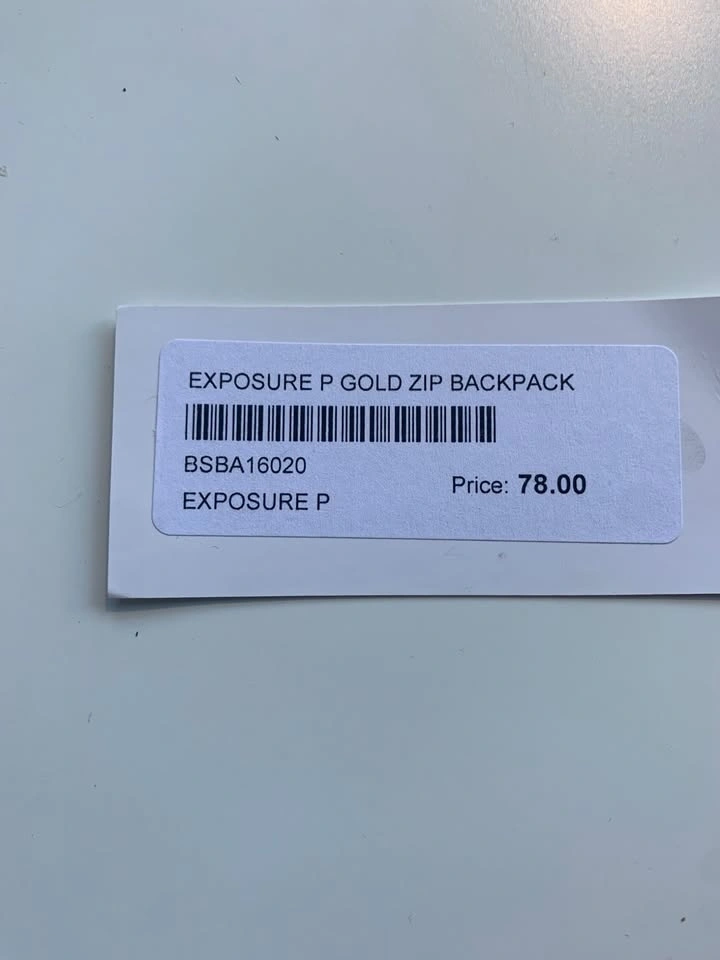 EXPOSURE P GOLD ZIP BACKPACK
BSBA16020
Price: 78.00
EXPOSURE P